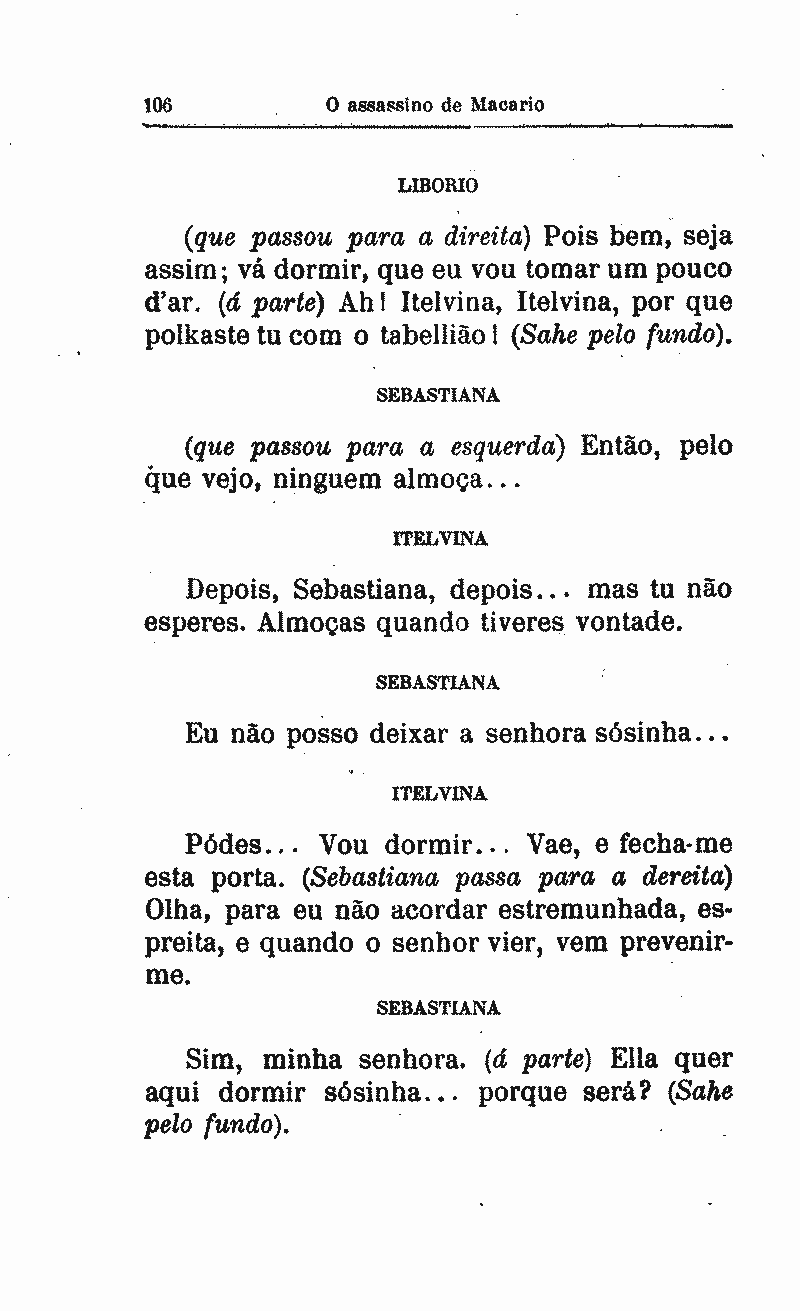 106 O assassino de Macario
LIBORIO
(que passou para a direita) Pois bem, seja
assim; vá dormir, que eu vou tomar um pouco
d'ar. (á parte) Ah! Itelvina, Itelvina, por que
polkaste tu com o tabellião! (Sahe pelo fundo).
SEBASTIANA
(que passou para a esquerda) Então, pelo
que vejo, ninguem almoça...
ITELVINA
Depois, Sebastiana, depois... mas tu não
esperes. Almoças quando tiveres vontade.
SEBASTIANA
Eu não posso deixar a senhora sósinha...
ITELVINA
Pódes... Vou dormir... Vae, e fecha-me
esta porta. (Sebastiana passa para a dereita)
Olha, para eu não acordar estremunhada, es-
preita, e quando o senhor vier, vem prevenir-
me.
SEBASTIANA
Sim, minha senhora. (á parte) Ella quer
aqui dormir sósinha... porque será? (Sahe
pelo fundo).